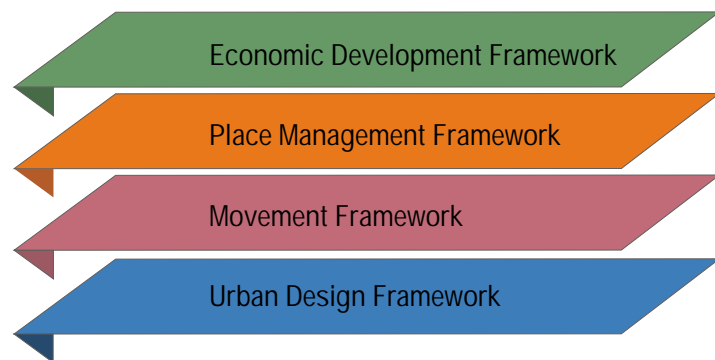 Economic Development Framework
Place Management Framework
Movement Framework
Urban Design Framework